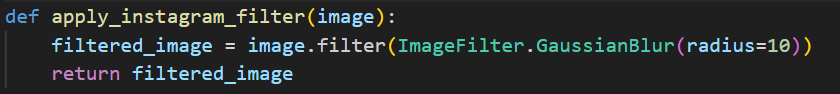 def apply_instagram_filter(image):
    filtered_image = image.filter(ImageFilter.GaussianBlur(radius=10))
    return filtered_image